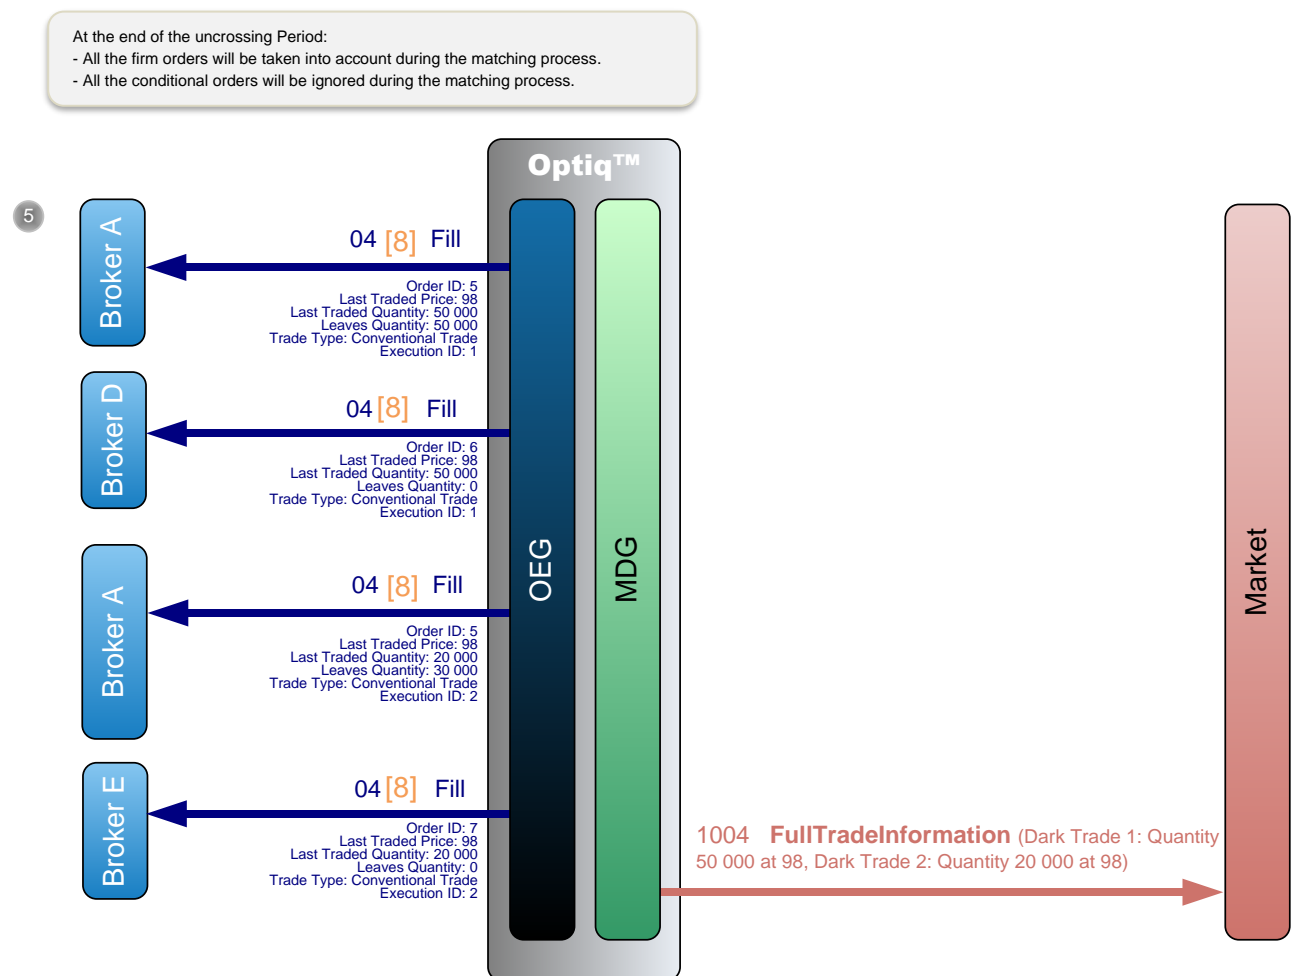 At the end of the uncrossing Period:
- All the firm orders will be taken into account during the matching process.
- All the conditional orders will be ignored during the matching process.
Optiq™
5
Broker A
04 [8] Fill
Order ID: 5
Last Traded Price: 98
Last Traded Quantity: 50 000
Leaves Quantity: 50 000
Trade Type: Conventional Trade
Execution ID: 1
Broker D
04 [8] Fill
Order ID: 6
Last Traded Price: 98
Last Traded Quantity: 50 000
Leaves Quantity: 0
Trade Type: Conventional Trade
Execution ID: 1
Broker A
04 [8] Fill
Order ID: 5
Last Traded Price: 98
Last Traded Quantity: 20 000
Leaves Quantity: 30 000
Trade Type: Conventional Trade
Execution ID: 2
Broker E
04 [8] Fill
Order ID: 7
Last Traded Price: 98
Last Traded Quantity: 20 000
Leaves Quantity: 0
Trade Type: Conventional Trade
Execution ID: 2
OEG
MDG
1004 FullTradeInformation (Dark Trade 1: Quantity
50 000 at 98, Dark Trade 2: Quantity 20 000 at 98)
Market